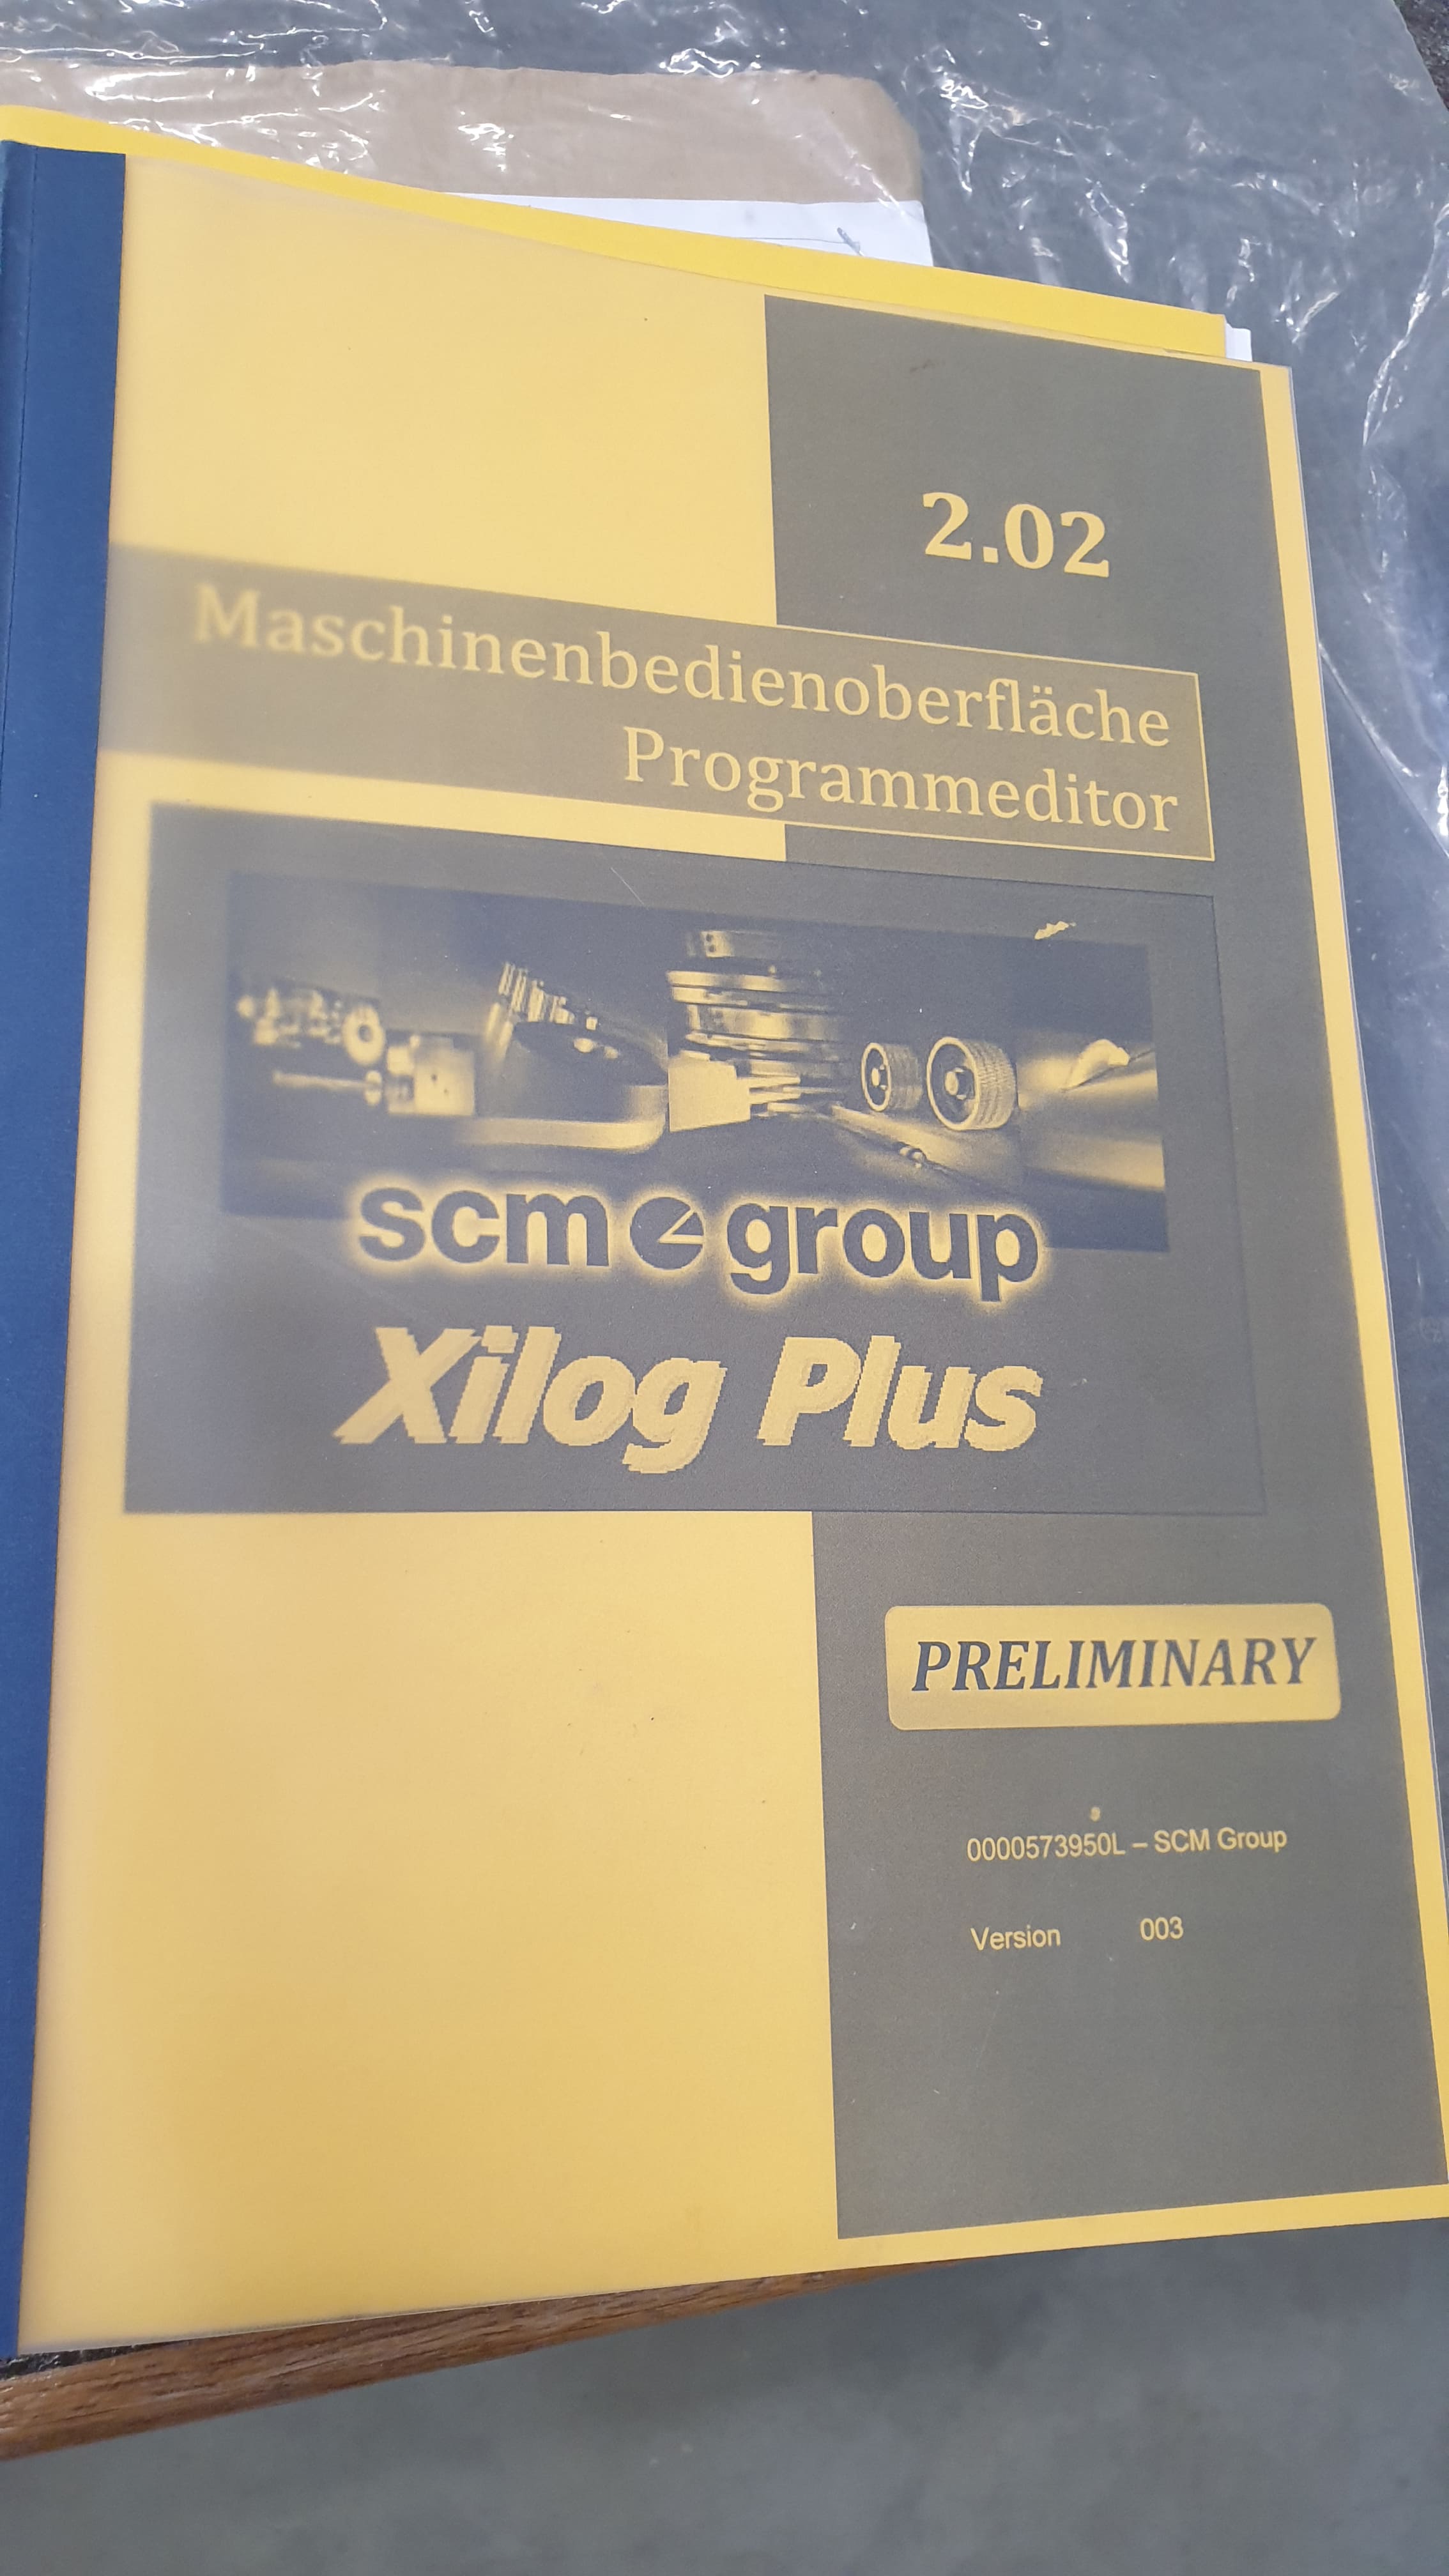 2.02
Maschinenbedienoberfläche
Programmeditor
scm group
Xilog Plus
PRELIMINARY
0000573950L – SCM Group
Version 003